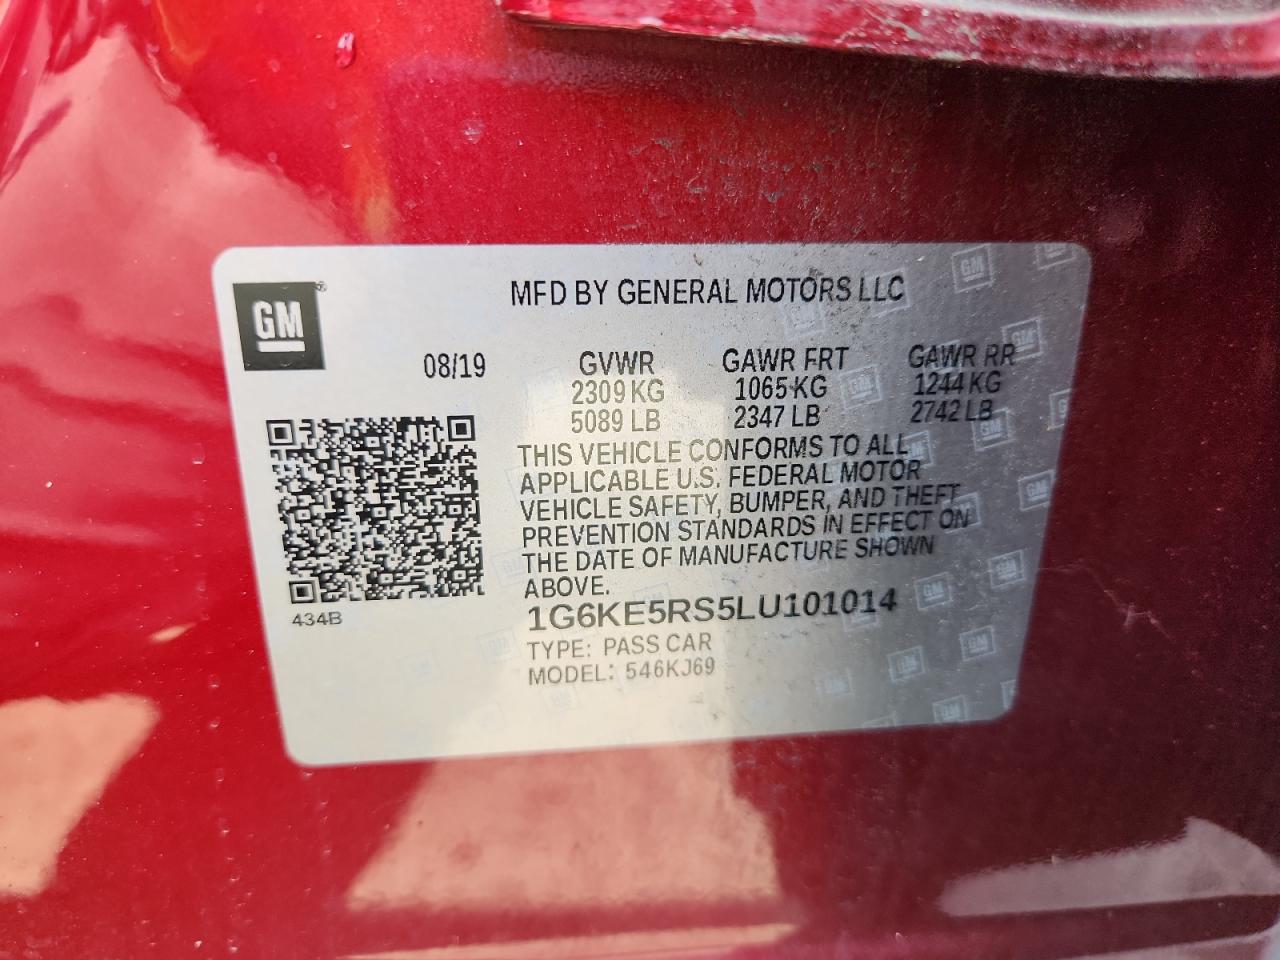 GM
MFD BY GENERAL MOTORS LLC
08/19 GVWR GAWR FRT GAWR RR
2309 KG 1065 KG 1244 KG
5089 LB 2347 LB 2742 LB
THIS VEHICLE CONFORMS TO ALL
APPLICABLE U.S. FEDERAL MOTOR
VEHICLE SAFETY, BUMPER, AND THEFT
PREVENTION STANDARDS IN EFFECT ON
THE DATE OF MANUFACTURE SHOWN
ABOVE.
434B
1G6KE5RS5LU101014
TYPE: PASS CAR
MODEL: 546KJ69